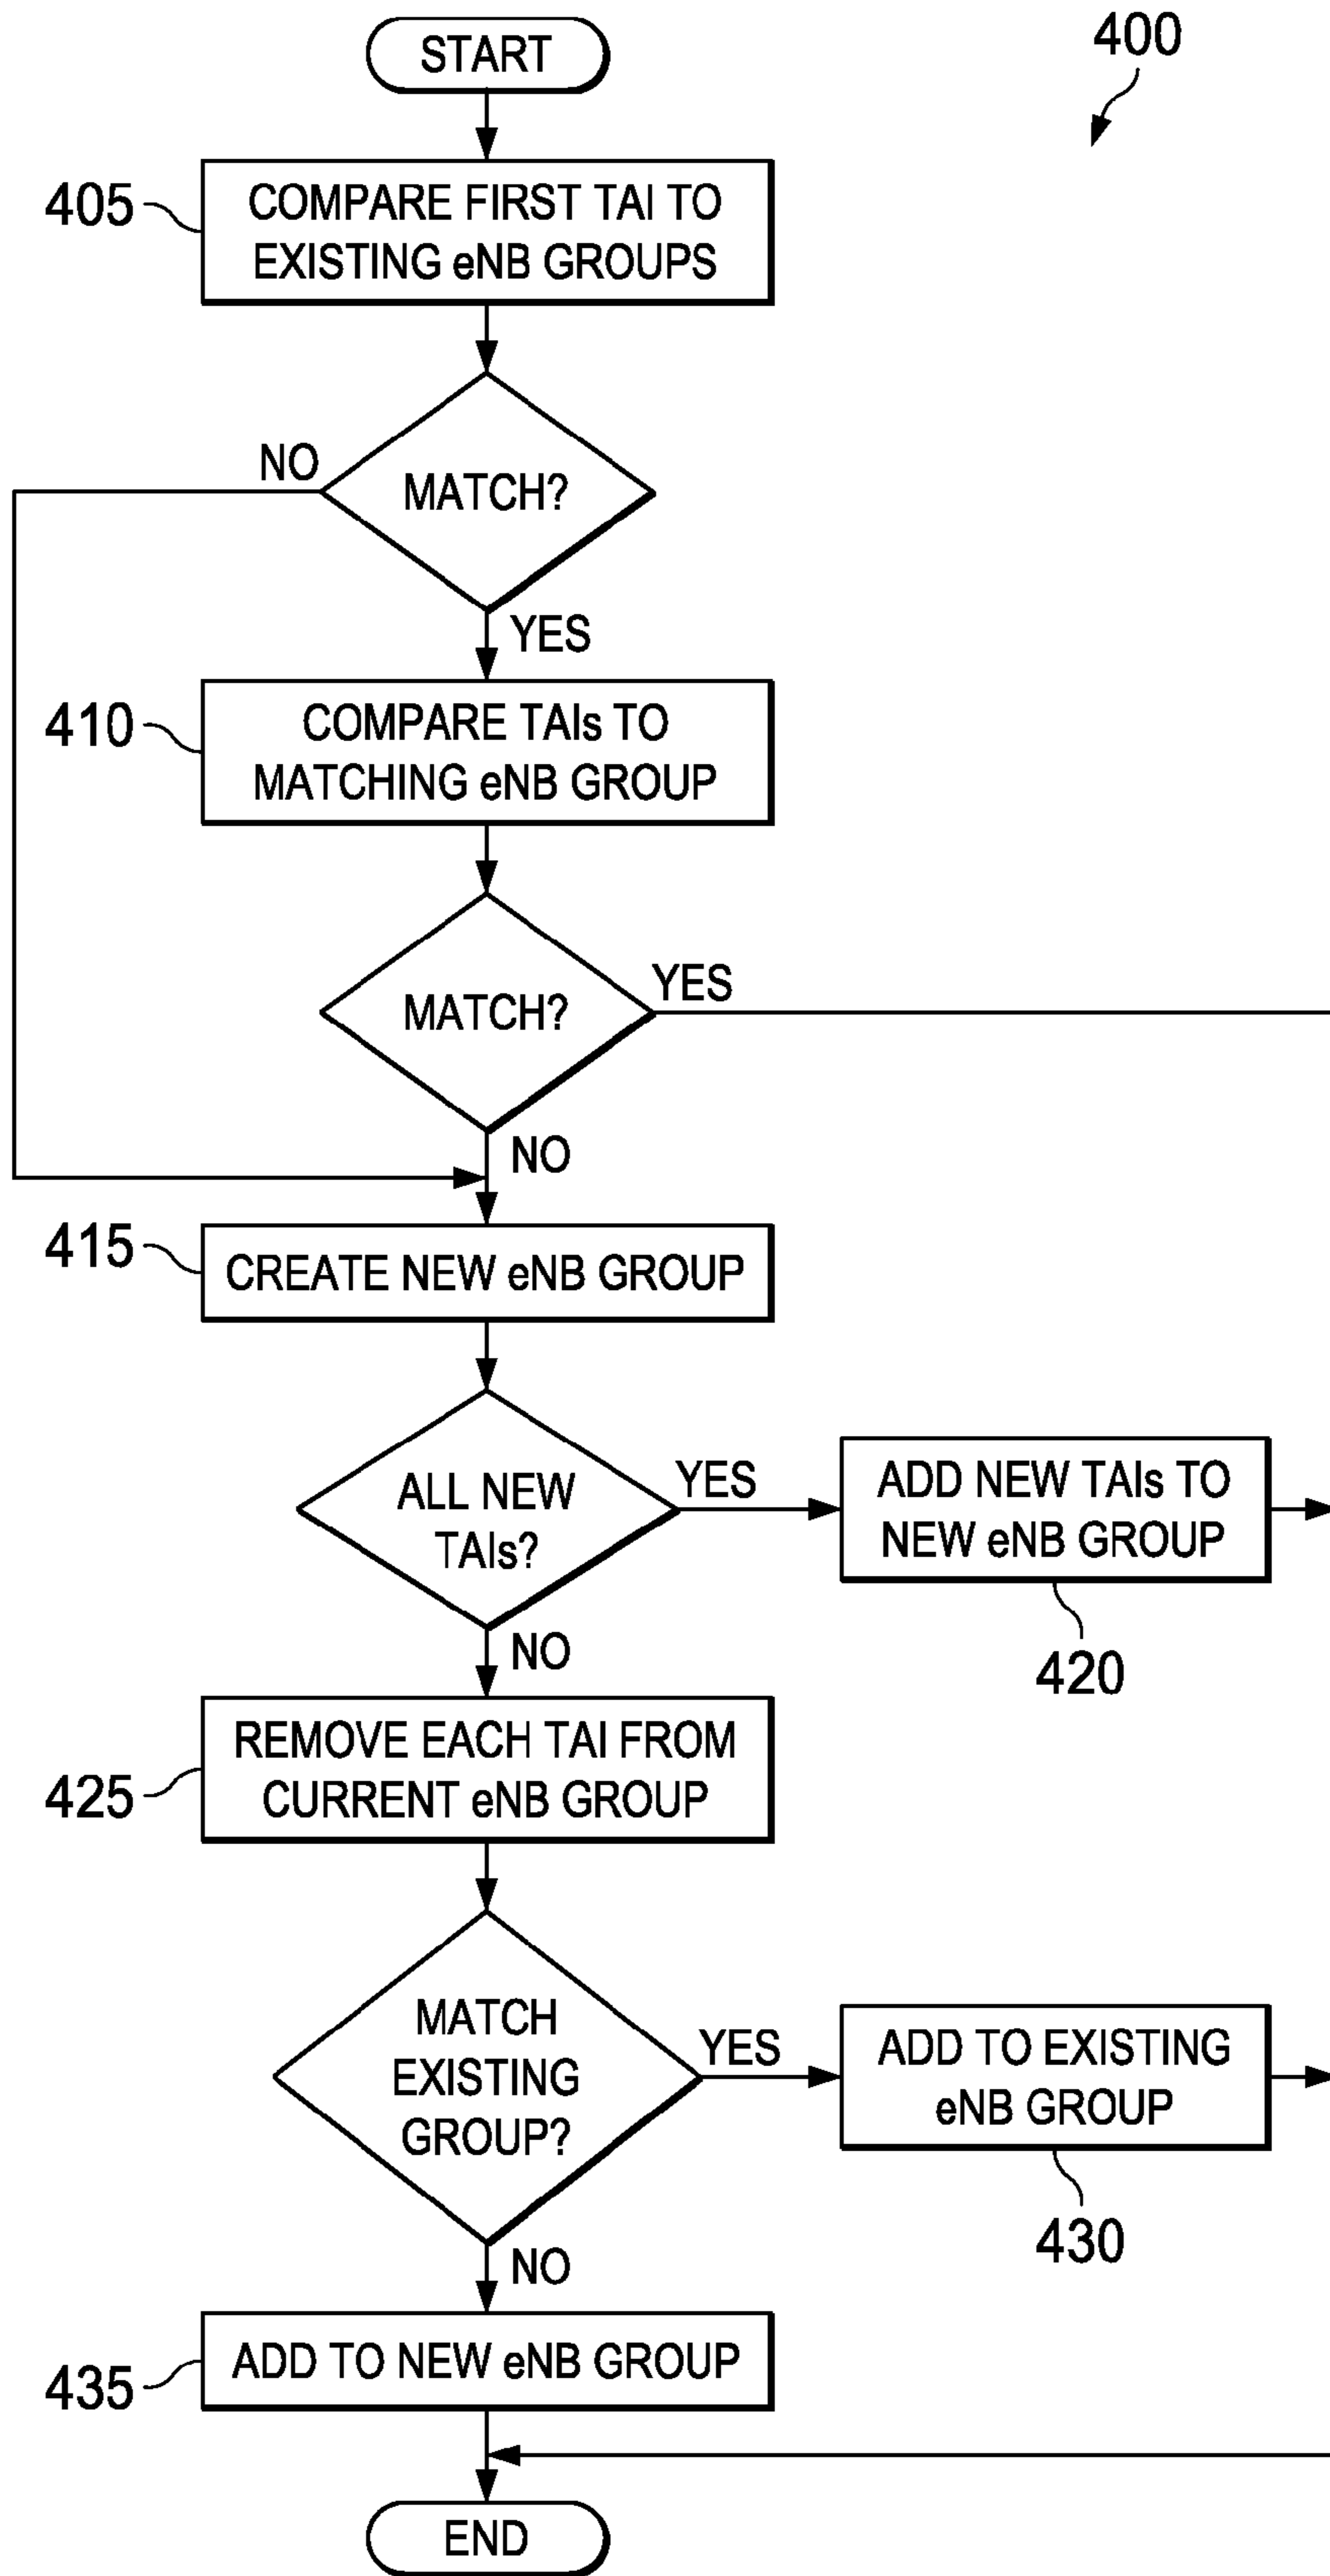 START
400
405
COMPARE FIRST TAI TO
EXISTING eNB GROUPS
NO
MATCH?
YES
410
COMPARE TAIs TO
MATCHING eNB GROUP
MATCH?
YES
NO
415
CREATE NEW eNB GROUP
ALL NEW
TAIs?
YES
ADD NEW TAIs TO
NEW eNB GROUP
420
NO
425
REMOVE EACH TAI FROM
CURRENT eNB GROUP
MATCH
EXISTING
GROUP?
YES
ADD TO EXISTING
eNB GROUP
430
NO
435
ADD TO NEW eNB GROUP
END